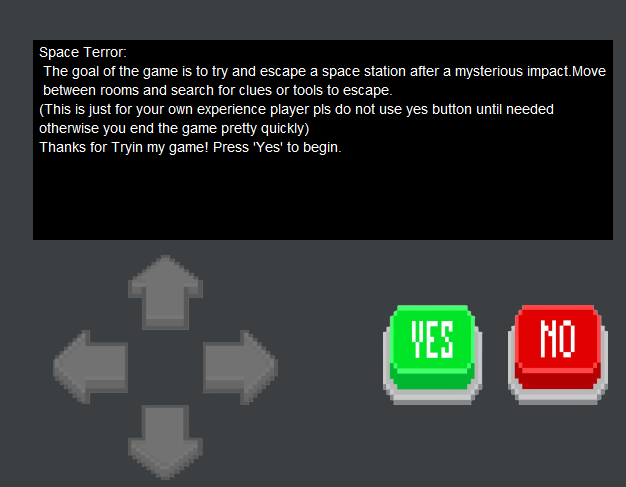 Space Terror:
The goal of the game is to try and escape a space station after a mysterious impact.Move
between rooms and search for clues or tools to escape.
(This is just for your own experience player pls do not use yes button until needed
otherwise you end the game pretty quickly)
Thanks for Tryin my game! Press 'Yes' to begin.
YES NO